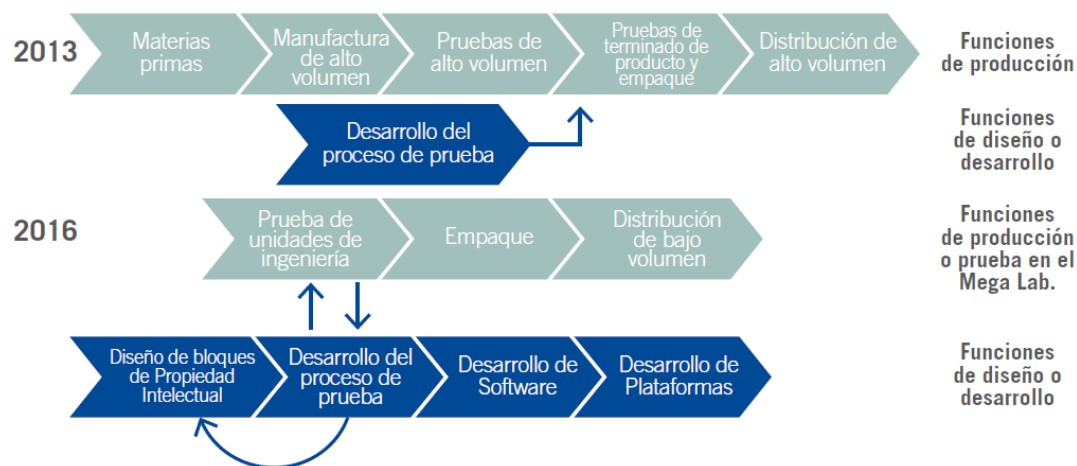 2013
Materias
primas
Manufactura
de alto
volumen
Pruebas de
alto volumen
Pruebas de
terminado de
producto y
empaque
Distribución de
alto volumen
Funciones
de producción
Desarrollo del
proceso de prueba
Funciones
de diseño o
desarrollo
2016
Prueba de
unidades de
ingeniería
Empaque
Distribución
de bajo
volumen
Funciones
de producción
o prueba en el
Mega Lab.
Diseño de bloques
de Propiedad
Intelectual
Desarrollo del
proceso de
prueba
Desarrollo de
Software
Desarrollo de
Plataformas
Funciones
de diseño o
desarrollo